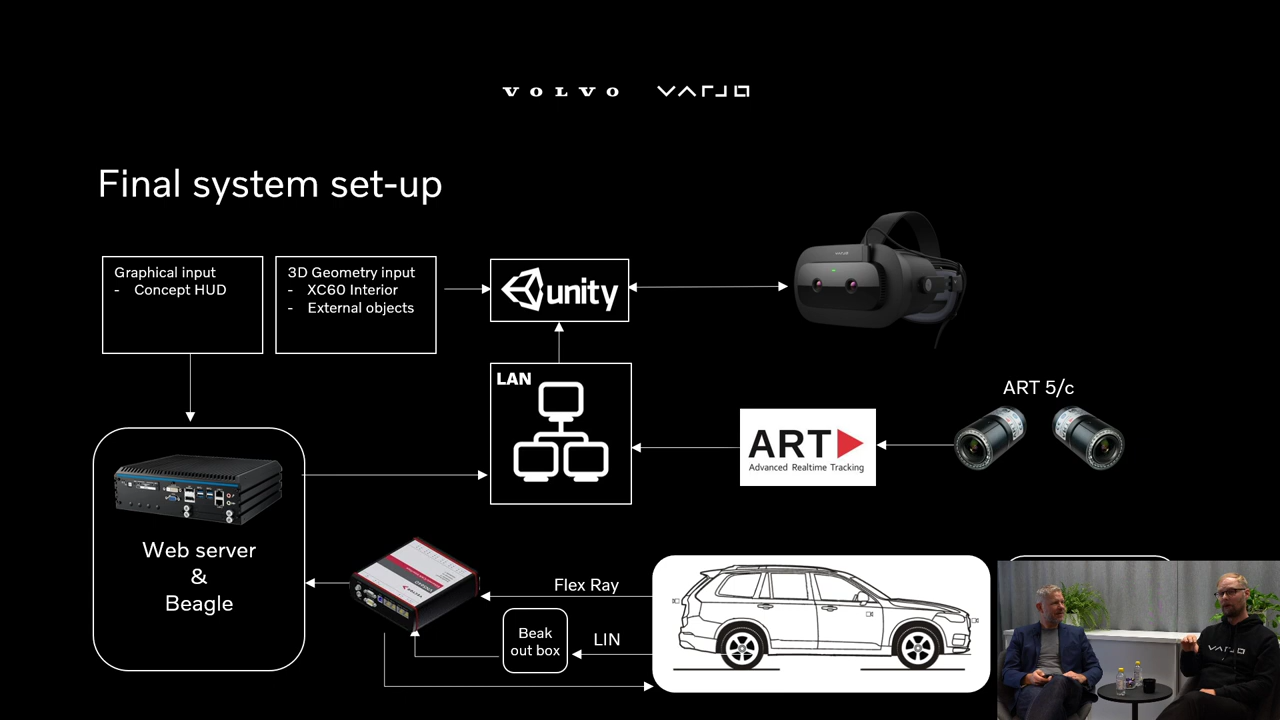 VOLVO VARJO
Final system set-up
Graphical input
- Concept HUD
3D Geometry input
- XC60 Interior
- External objects
unity
LAN
ART 5/c
ART
Advanced Realtime Tracking
Web server
&
Beagle
Flex Ray
Beak
out box
LIN
VARJO